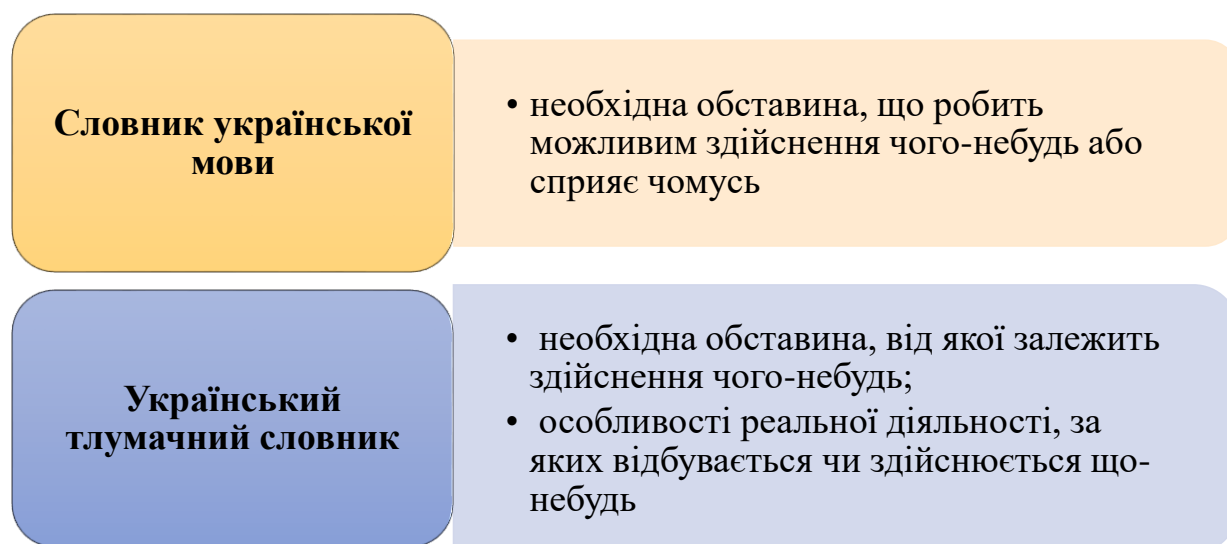 Словник української
мови
• необхідна обставина, що робить
можливим здійснення чого-небудь або
сприяє чомусь
Український
тлумачний словник
• необхідна обставина, від якої залежить
здійснення чого-небудь;
• особливості реальної діяльності, за
яких відбувається чи здійснюється що-
небудь